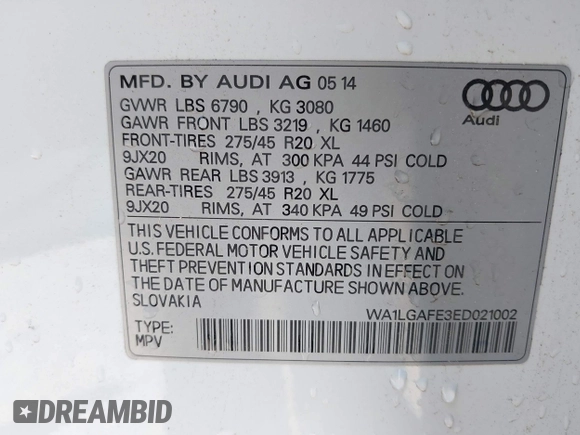 MFD. BY AUDI AG 05 14
GVWR LBS 6790 , KG 3080
GAWR FRONT LBS 3219 , KG 1460
FRONT-TIRES 275/45 R20 XL
9JX20 RIMS, AT 300 KPA 44 PSI COLD
GAWR REAR LBS 3913 , KG 1775
REAR-TIRES 275/45 R20 XL
9JX20 RIMS, AT 340 KPA 49 PSI COLD
Audi
THIS VEHICLE CONFORMS TO ALL APPLICABLE
U.S. FEDERAL MOTOR VEHICLE SAFETY AND
THEFT PREVENTION STANDARDS IN EFFECT ON
THE DATE OF MANUFACTURE SHOWN ABOVE.
SLOVAKIA
WA1LGAFE3ED021002
TYPE:
MPV
DREAMBID